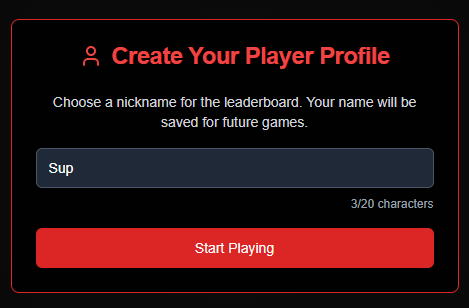 Create Your Player Profile
Choose a nickname for the leaderboard. Your name will be
saved for future games.
Sup
3/20 characters
Start Playing